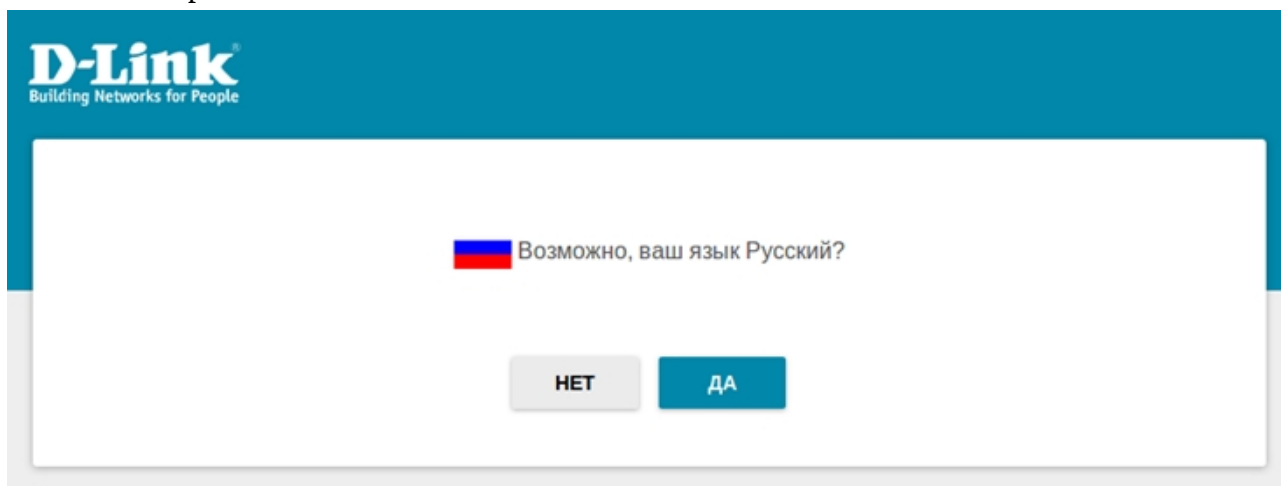 D-Link®
Building Networks for People
Возможно, ваш язык Русский?
НЕТ
ДА